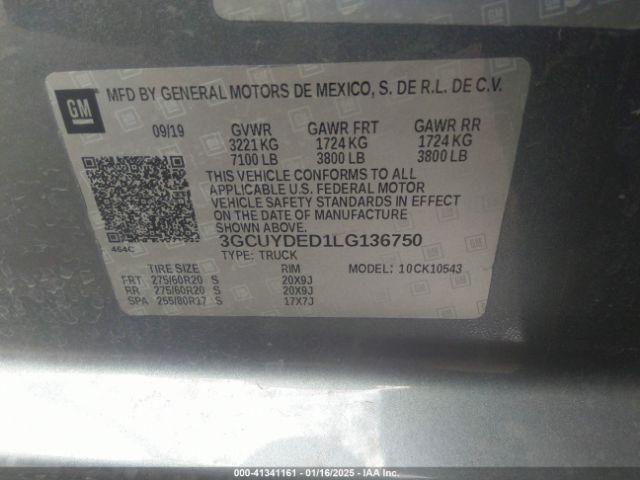 GM
MFD BY GENERAL MOTORS DE MEXICO, S. DE R.L. DE C.V.
09/19 GVWR GAWR FRT GAWR RR
3221 KG 1724 KG 1724 KG
7100 LB 3800 LB 3800 LB
THIS VEHICLE CONFORMS TO ALL
APPLICABLE U.S. FEDERAL MOTOR
VEHICLE SAFETY STANDARDS IN EFFECT
ON THE DATE OF MANUFACTURE
SHOWN ABOVE.
464C 3GCUYDED1LG136750
TYPE: TRUCK
TIRE SIZE RIM MODEL: 10CK10543
FRT 275/60R20 S 20X9J
RR 275/60R20 S 20X9J
SPA 255/80R17 S 17X7J
© - 41341161 - 01/16/2025 - IAA Inc.